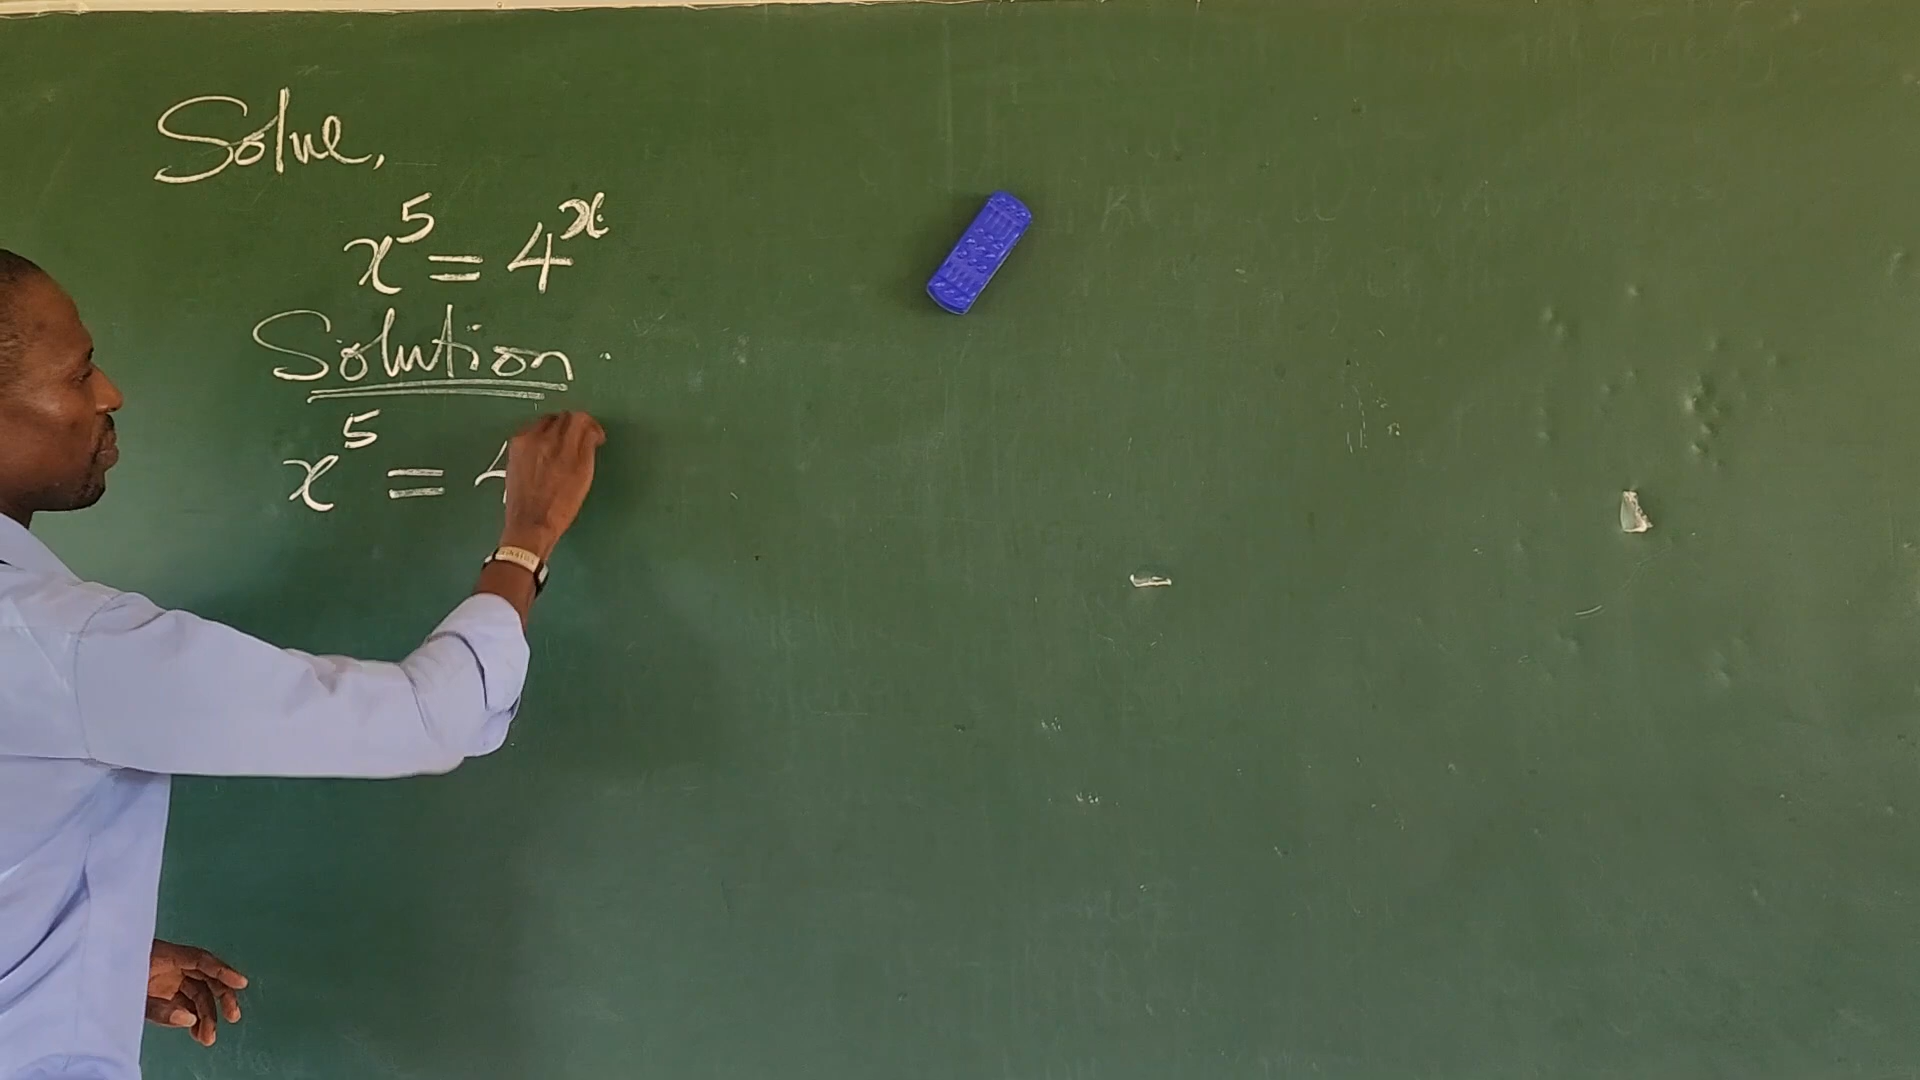 Solve,
x⁵ = 4ˣ
Solution
x⁵ = 4